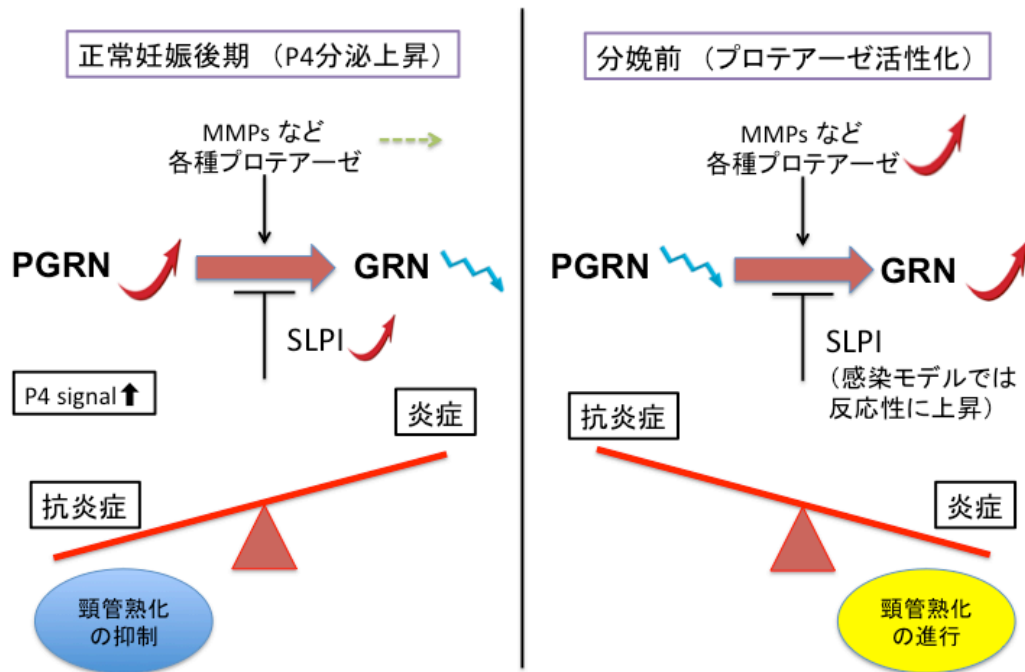 正常妊娠後期 （P4分泌上昇）
MMPs など
各種プロテアーゼ
PGRN
GRN
SLPI
P4 signal⬆
炎症
抗炎症
頸管熟化
の抑制
分娩前 （プロテアーゼ活性化）
MMPs など
各種プロテアーゼ
PGRN
GRN
SLPI
（感染モデルでは
反応性に上昇）
抗炎症
炎症
頸管熟化
の進行